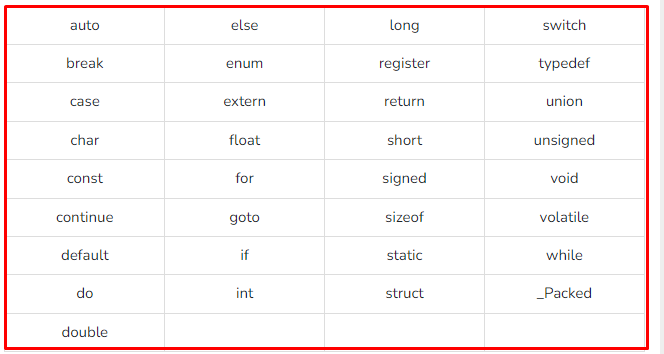 auto else long switch
break enum register typedef
case extern return union
char float short unsigned
const for signed void
continue goto sizeof volatile
default if static while
do int struct _Packed
double